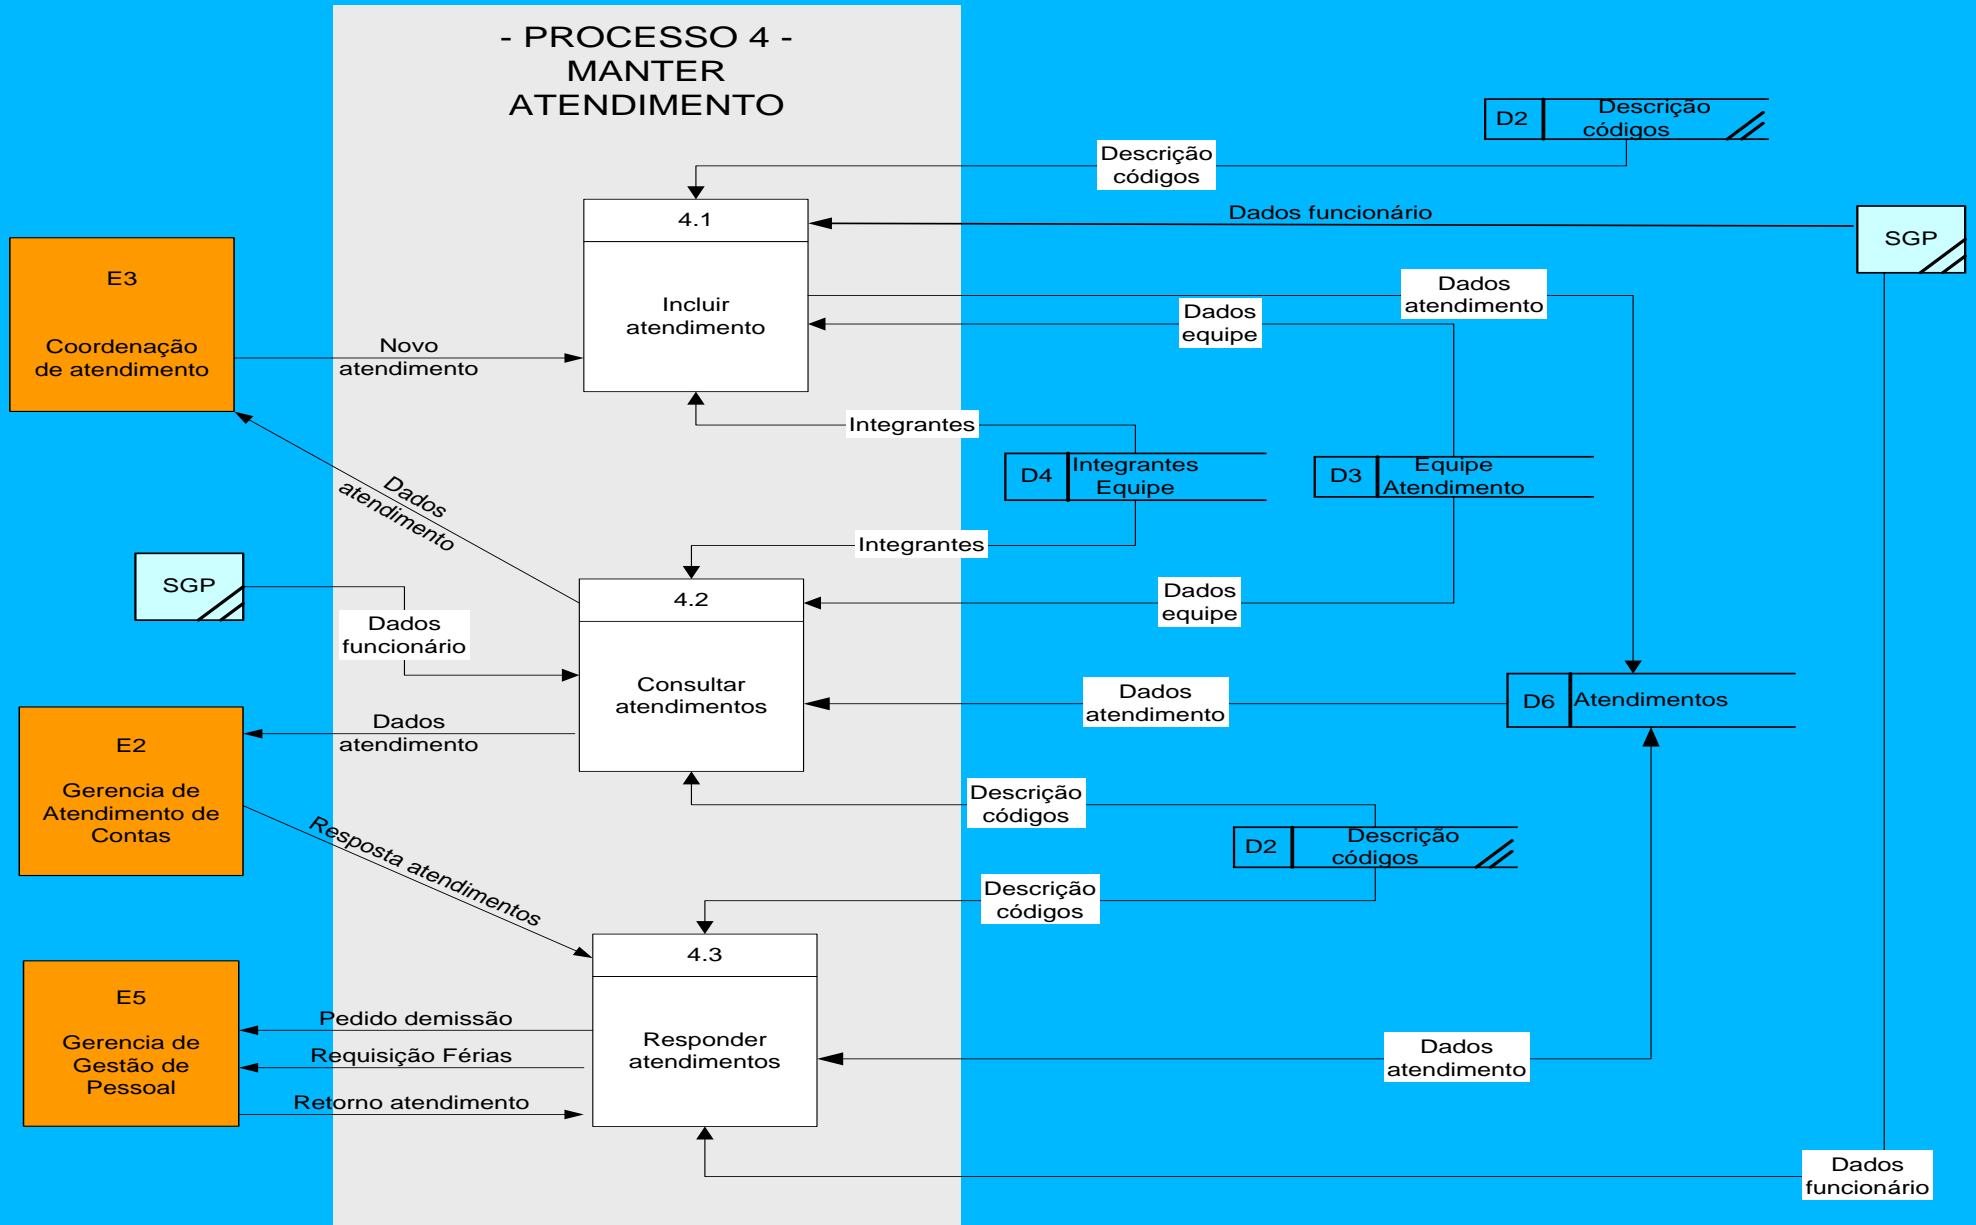 - PROCESSO 4 -
MANTER
ATENDIMENTO
D2
Descrição
códigos
Descrição
códigos
4.1
Incluir
atendimento
Dados funcionário
SGP
E3
Coordenação
de atendimento
Novo
atendimento
Dados
atendimento
Dados
equipe
Integrantes
D4
Integrantes
Equipe
D3
Equipe
Atendimento
Dados
atendimento
Integrantes
SGP
Dados
funcionário
4.2
Consultar
atendimentos
Dados
equipe
Dados
atendimento
D6
Atendimentos
E2
Gerencia de
Atendimento de
Contas
Dados
atendimento
Descrição
códigos
D2
Descrição
códigos
Resposta atendimentos
Descrição
códigos
4.3
Responder
atendimentos
E5
Gerencia de
Gestão de
Pessoal
Pedido demissão
Requisição Férias
Retorno atendimento
Dados
atendimento
Dados
funcionário